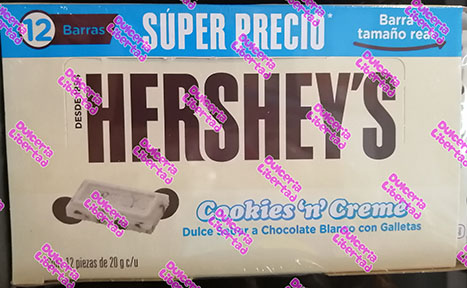 12 Barras
SÚPER PRECIO
Barra tamaño real
DESDE 1894
HERSHEY'S
Cookies 'n' Creme
Dulce Sabor a Chocolate Blanco con Galletas
12 piezas de 20 g c/u
Dulcería Libertad